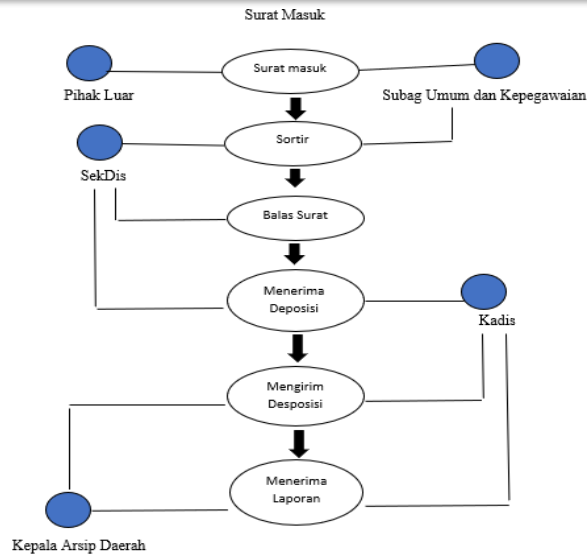 Surat Masuk
Surat masuk
Pihak Luar
Subag Umum dan Kepegawaian
Sortir
SekDis
Balas Surat
Menerima
Deposisi
Kadis
Mengirim
Desposisi
Menerima
Laporan
Kepala Arsip Daerah